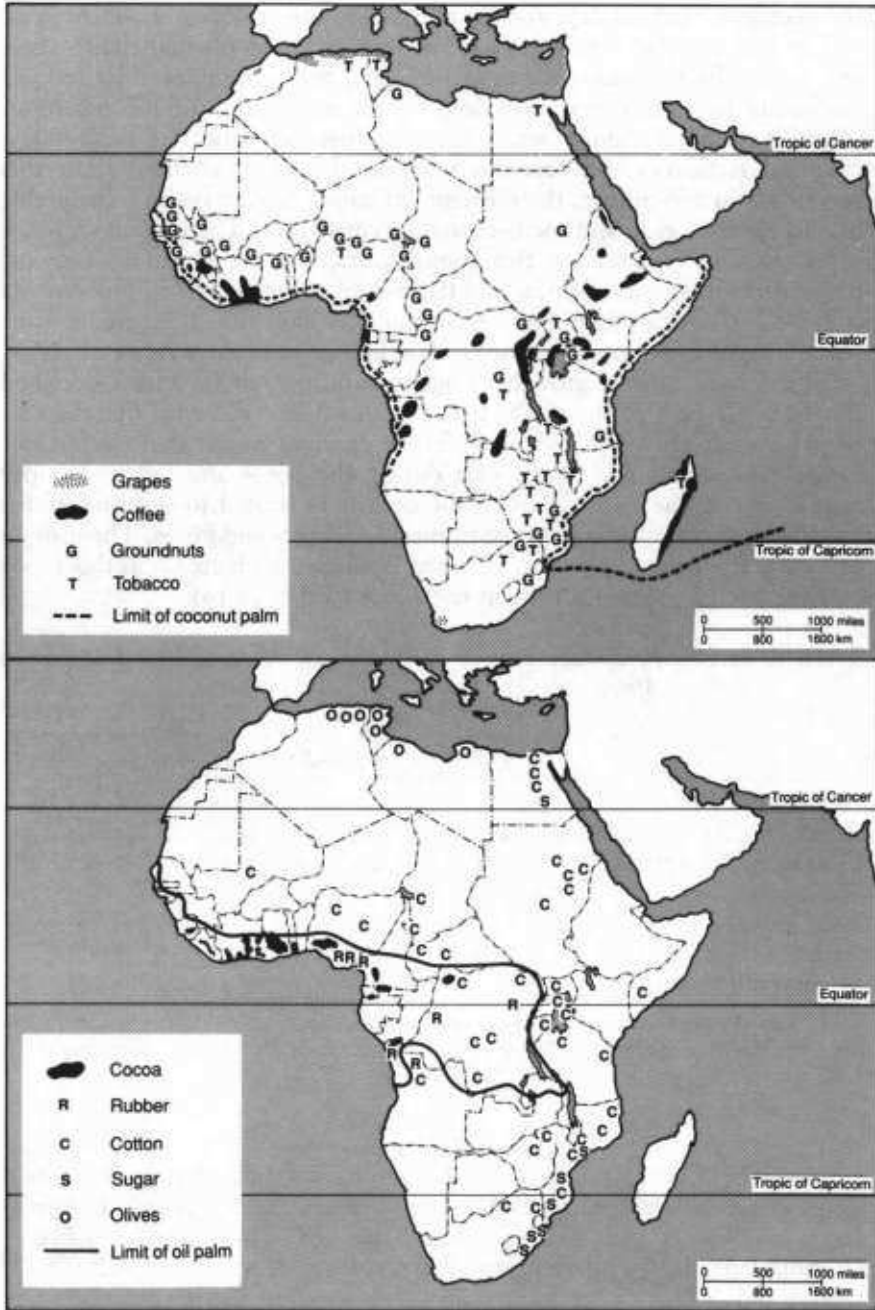 Tropic of Cancer
Equator
Tropic of Capricorn
Grapes
Coffee
G Groundnuts
T Tobacco
Limit of coconut palm
0 500 1000 miles
0 800 1600 km
Tropic of Cancer
Equator
Tropic of Capricorn
Cocoa
R Rubber
C Cotton
S Sugar
O Olives
Limit of oil palm
0 500 1000 miles
0 800 1600 km